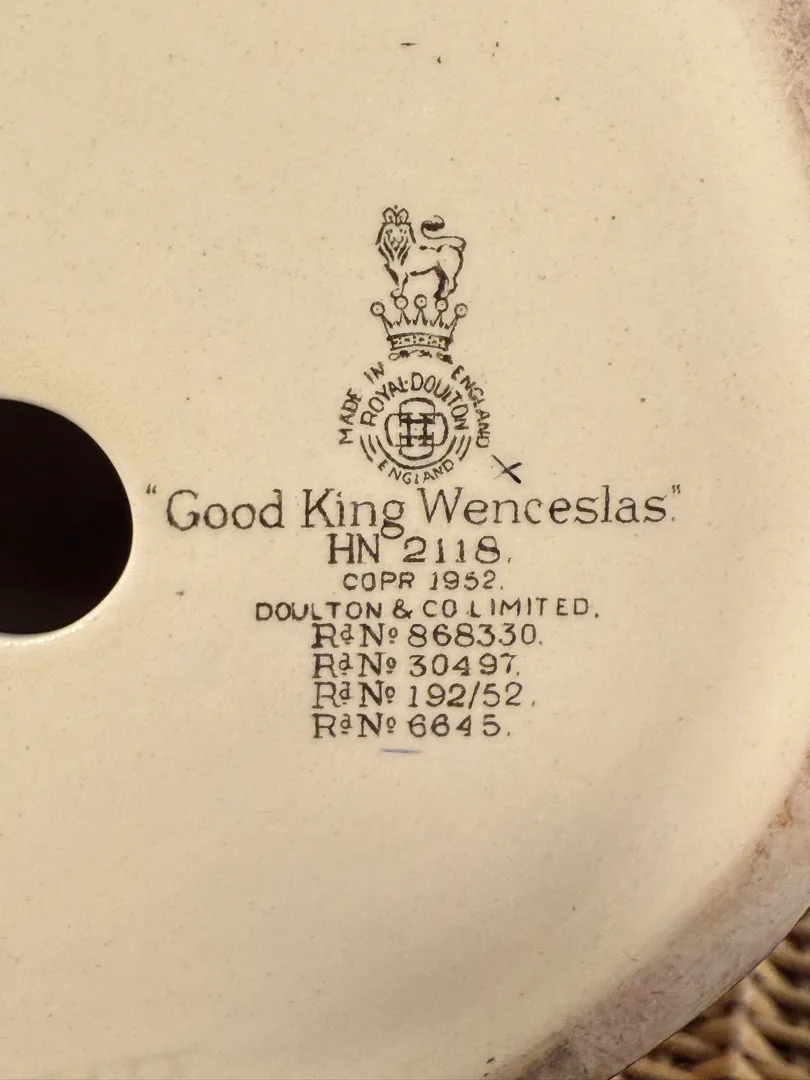 MADE IN ENGLAND
ROYAL DOULTON
ENGLAND
"Good King Wenceslas".
HN 2118.
COPR 1952.
DOULTON & CO LIMITED.
Rd No 868330.
Rd No 30497.
Rd No 192/52.
Rd No 6645.